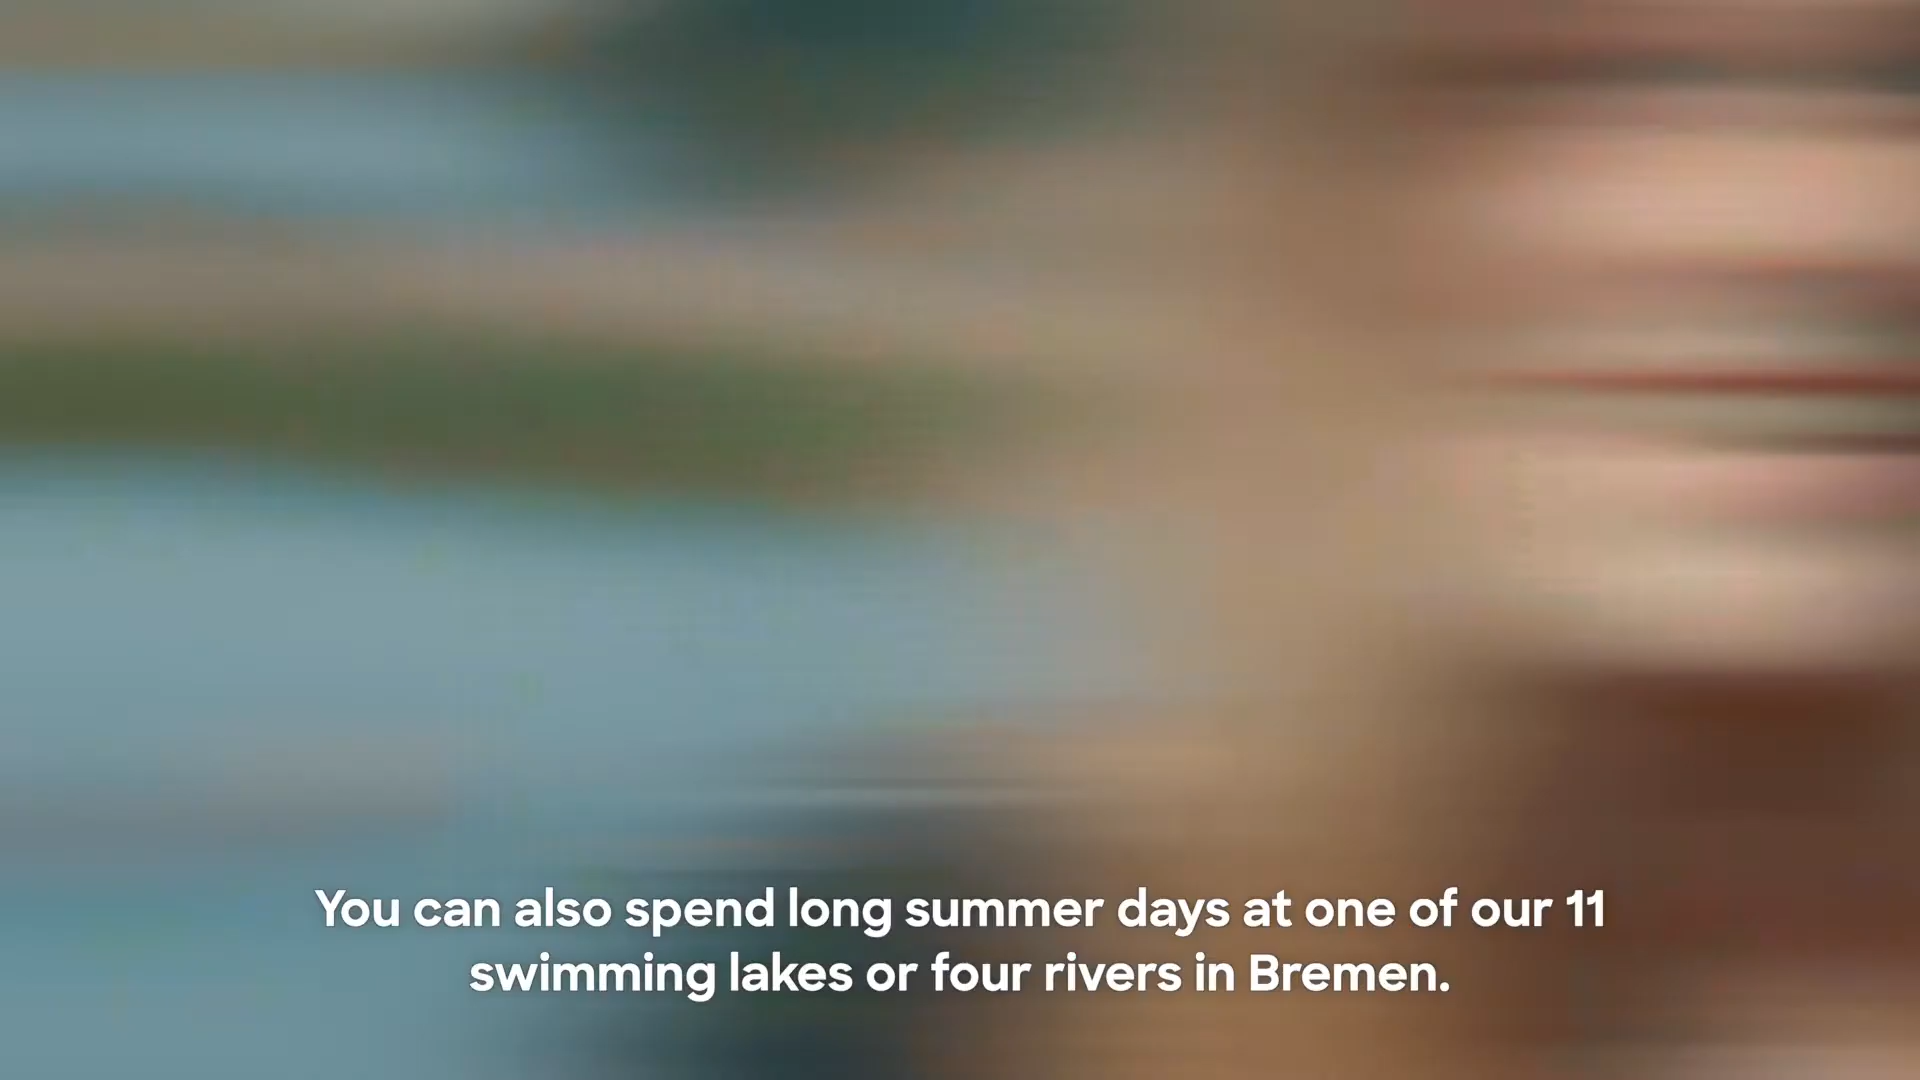 You can also spend long summer days at one of our 11
swimming lakes or four rivers in Bremen.